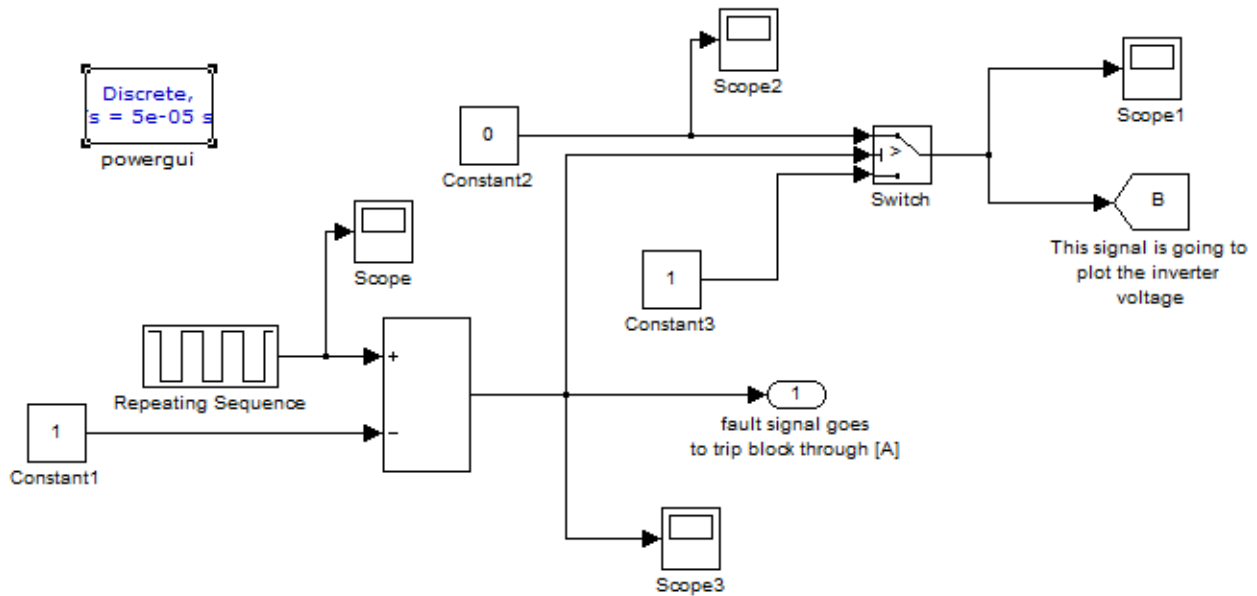 Scope2
Discrete,
s = 5e-05 s
powergui
0
Constant2
>
Switch
Scope1
B
This signal is going to
plot the inverter
voltage
Scope
1
Constant3
+
Repeating Sequence
1
Constant1
−
1
fault signal goes
to trip block through [A]
Scope3